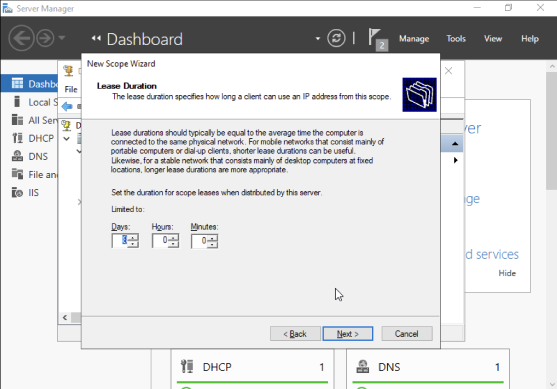 Server Manager
Dashboard
2
Manage
Tools
View
Help
New Scope Wizard
Lease Duration
The lease duration specifies how long a client can use an IP address from this scope.
Lease durations should typically be equal to the average time the computer is
connected to the same physical network. For mobile networks that consist mainly of
portable computers or dial-up clients, shorter lease durations can be useful.
Likewise, for a stable network that consists mainly of desktop computers at fixed
locations, longer lease durations are more appropriate.
Set the duration for scope leases when distributed by this server.
Limited to:
Days:
Hours:
Minutes:
0
0
< Back
Next >
Cancel
Dashb
Local S
All Ser
DHCP
DNS
File an
IIS
File
D
ver
ge
d services
Hide
DHCP
1
DNS
1